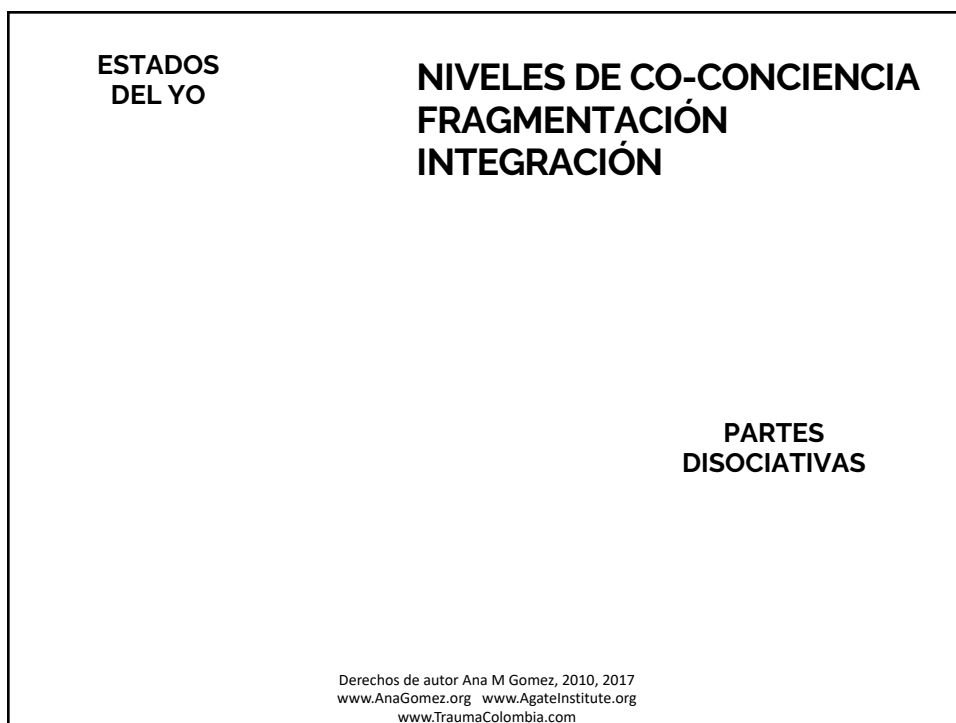 ESTADOS
DEL YO
NIVELES DE CO-CONCIENCIA
FRAGMENTACIÓN
INTEGRACIÓN
PARTES
DISOCIATIVAS
Derechos de autor Ana M Gomez, 2010, 2017
www.AnaGomez.org www.AgateInstitute.org
www.TraumaColombia.com